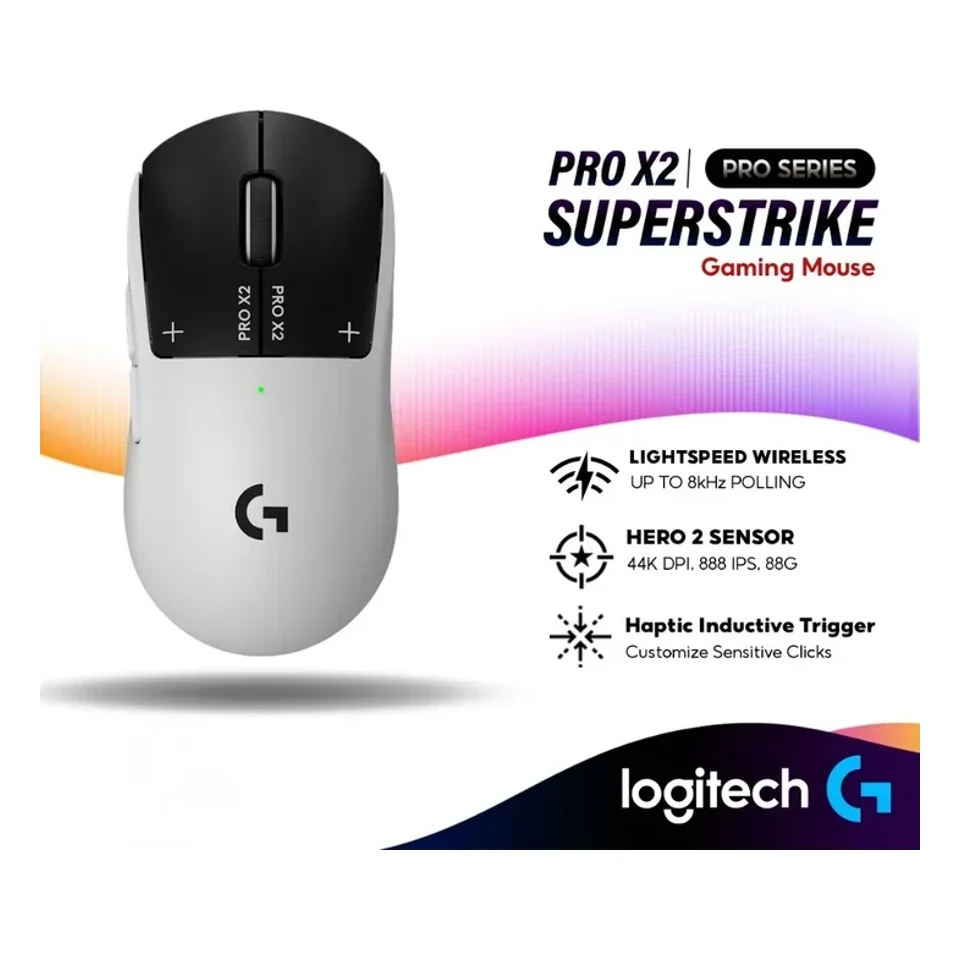 PRO X2
PRO X2
PRO X2 | PRO SERIES
SUPERSTRIKE
Gaming Mouse
LIGHTSPEED WIRELESS
UP TO 8kHz POLLING
HERO 2 SENSOR
44K DPI, 888 IPS, 88G
Haptic Inductive Trigger
Customize Sensitive Clicks
logitech G